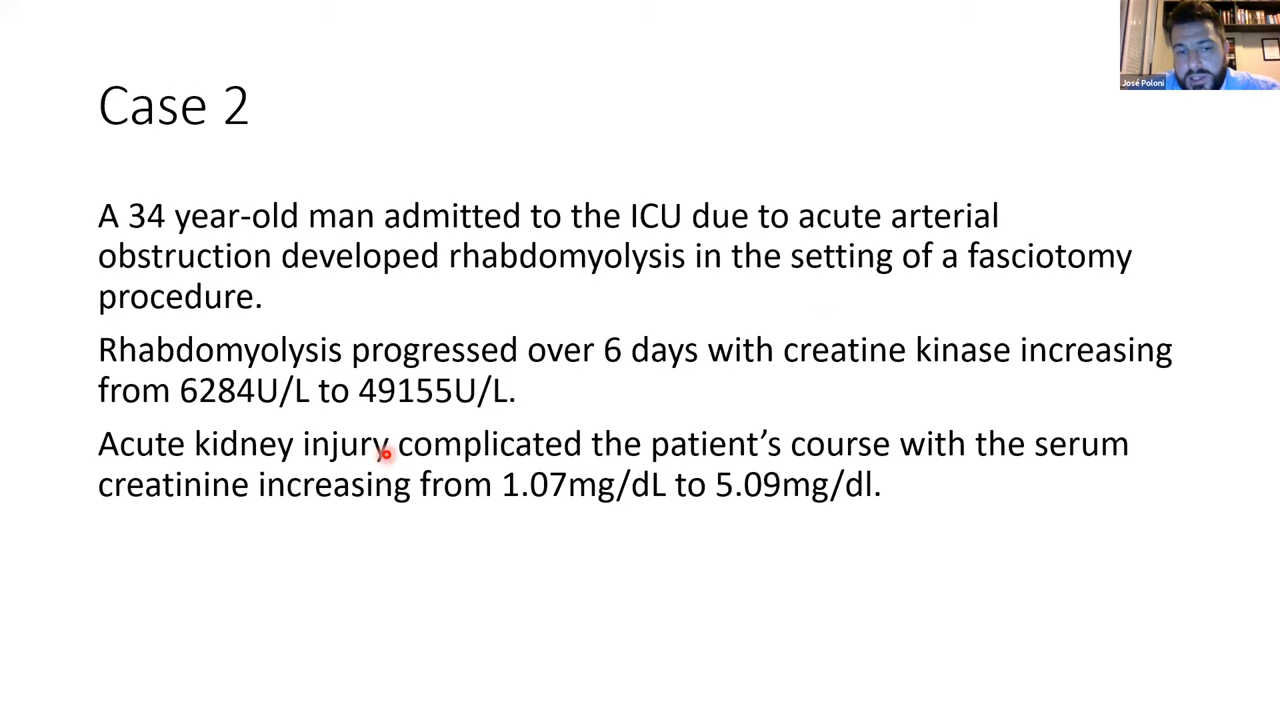 José Poloni
Case 2
A 34 year-old man admitted to the ICU due to acute arterial
obstruction developed rhabdomyolysis in the setting of a fasciotomy
procedure.
Rhabdomyolysis progressed over 6 days with creatine kinase increasing
from 6284U/L to 49155U/L.
Acute kidney injury complicated the patient’s course with the serum
creatinine increasing from 1.07mg/dL to 5.09mg/dl.